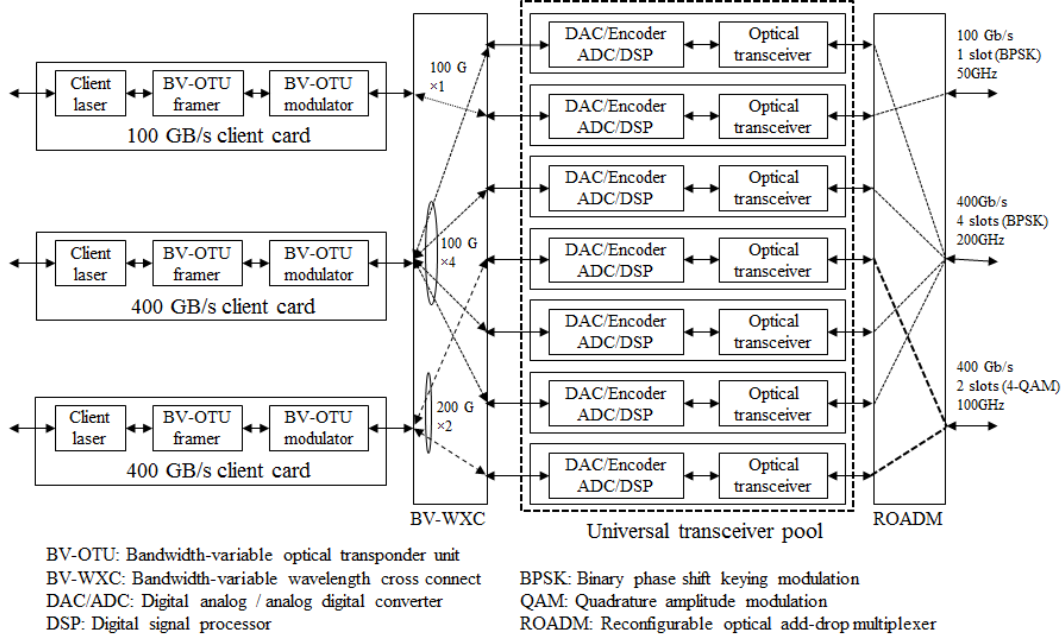 DAC/Encoder
ADC/DSP
Optical
transceiver
100 Gb/s
1 slot (BPSK)
50GHz
Client
laser
BV-OTU
framer
BV-OTU
modulator
100 GB/s client card
100 G
×1
DAC/Encoder
ADC/DSP
Optical
transceiver
DAC/Encoder
ADC/DSP
Optical
transceiver
400Gb/s
4 slots (BPSK)
200GHz
Client
laser
BV-OTU
framer
BV-OTU
modulator
400 GB/s client card
100 G
×4
DAC/Encoder
ADC/DSP
Optical
transceiver
DAC/Encoder
ADC/DSP
Optical
transceiver
400 Gb/s
2 slots (4-QAM)
100GHz
Client
laser
BV-OTU
framer
BV-OTU
modulator
400 GB/s client card
200 G
×2
DAC/Encoder
ADC/DSP
Optical
transceiver
DAC/Encoder
ADC/DSP
Optical
transceiver
BV-WXC
Universal transceiver pool
ROADM
BV-OTU: Bandwidth-variable optical transponder unit
BV-WXC: Bandwidth-variable wavelength cross connect
DAC/ADC: Digital analog / analog digital converter
DSP: Digital signal processor
BPSK: Binary phase shift keying modulation
QAM: Quadrature amplitude modulation
ROADM: Reconfigurable optical add-drop multiplexer